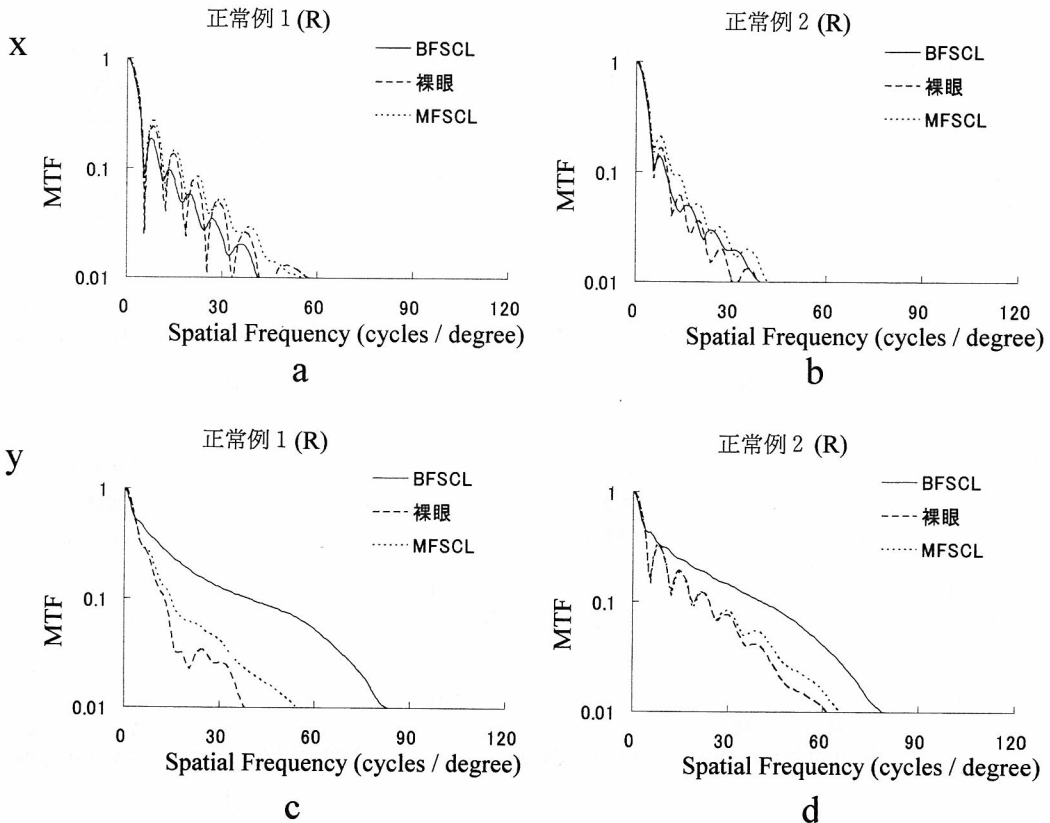 x
正常例 1 (R)
BFSCL
裸眼
MFSCL
MTF
1
0.1
0.01
0 30 60 90 120
Spatial Frequency (cycles / degree)
a
正常例 2 (R)
BFSCL
裸眼
MFSCL
MTF
1
0.1
0.01
0 30 60 90 120
Spatial Frequency (cycles / degree)
b
y
正常例 1 (R)
BFSCL
裸眼
MFSCL
MTF
1
0.1
0.01
0 30 60 90 120
Spatial Frequency (cycles / degree)
c
正常例 2 (R)
BFSCL
裸眼
MFSCL
MTF
1
0.1
0.01
0 30 60 90 120
Spatial Frequency (cycles / degree)
d